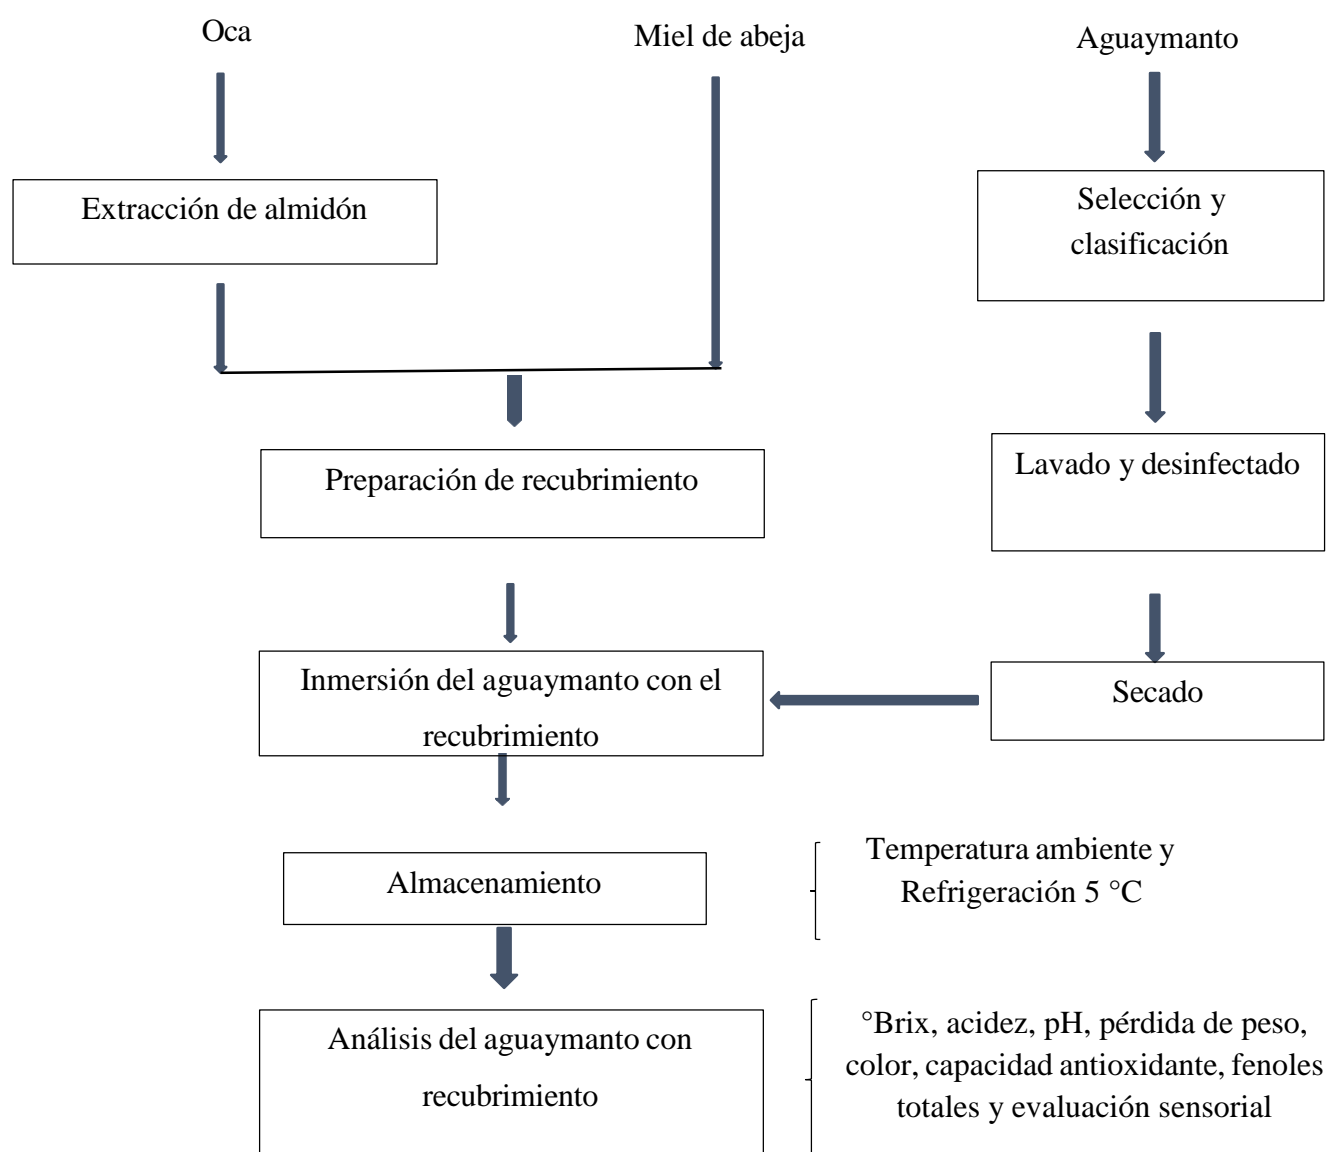 Oca
Miel de abeja
Aguaymanto
Extracción de almidón
Selección y
clasificación
Preparación de recubrimiento
Lavado y desinfectado
Inmersión del aguaymanto con el
recubrimiento
Secado
Almacenamiento
Temperatura ambiente y
Refrigeración 5 °C
Análisis del aguaymanto con
recubrimiento
°Brix, acidez, pH, pérdida de peso,
color, capacidad antioxidante, fenoles
totales y evaluación sensorial